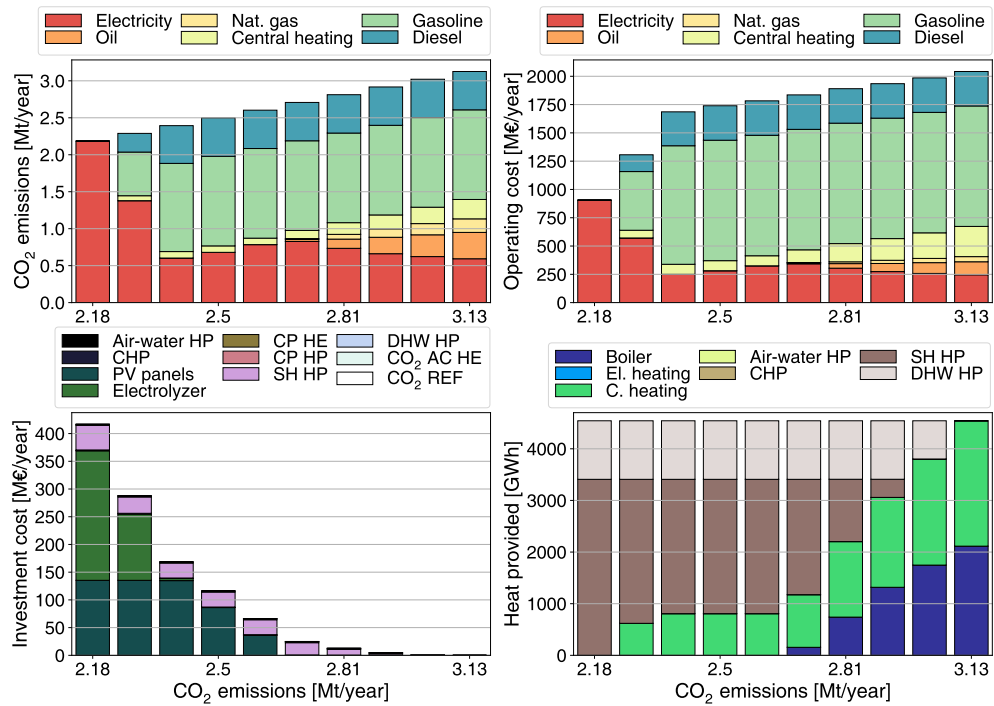 Electricity Nat. gas Gasoline
Oil Central heating Diesel
CO2 emissions [Mt/year]
3.0
2.5
2.0
1.5
1.0
0.5
0.0
2.18 2.5 2.81 3.13
Electricity Nat. gas Gasoline
Oil Central heating Diesel
Operating cost [M€/year]
2000
1750
1500
1250
1000
750
500
250
0
2.18 2.5 2.81 3.13
Air-water HP CP HE DHW HP
CHP CP HP CO2 AC HE
PV panels SH HP CO2 REF
Electrolyzer
Investment cost [M€/year]
400
350
300
250
200
150
100
50
0
2.18 2.5 2.81 3.13
CO2 emissions [Mt/year]
Boiler Air-water HP SH HP
El. heating CHP DHW HP
C. heating
Heat provided [GWh]
4000
3000
2000
1000
0
2.18 2.5 2.81 3.13
CO2 emissions [Mt/year]